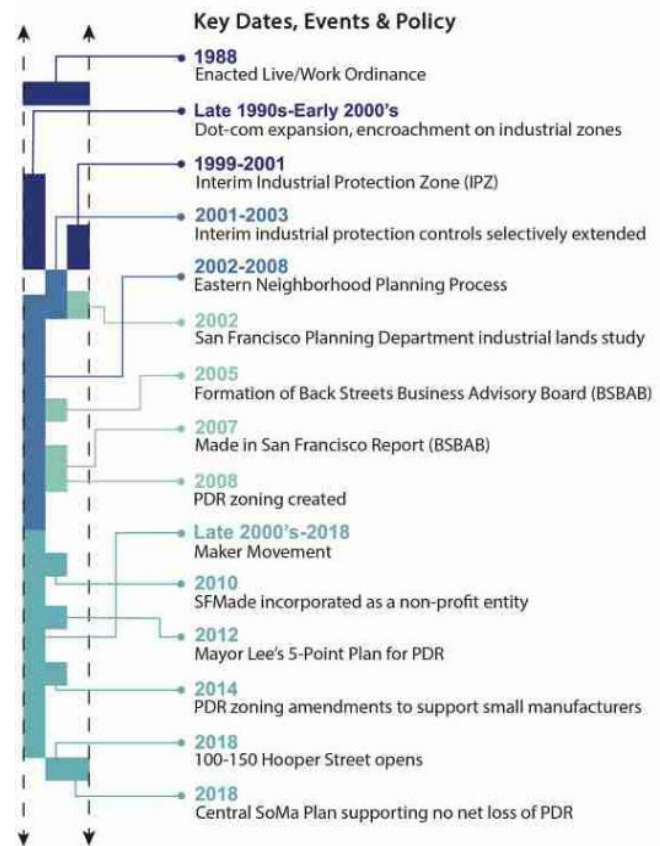 Key Dates, Events & Policy
1988
Enacted Live/Work Ordinance
Late 1990s-Early 2000's
Dot-com expansion, encroachment on industrial zones
1999-2001
Interim Industrial Protection Zone (IPZ)
2001-2003
Interim industrial protection controls selectively extended
2002-2008
Eastern Neighborhood Planning Process
2002
San Francisco Planning Department industrial lands study
2005
Formation of Back Streets Business Advisory Board (BSBAB)
2007
Made in San Francisco Report (BSBAB)
2008
PDR zoning created
Late 2000's-2018
Maker Movement
2010
SFMade incorporated as a non-profit entity
2012
Mayor Lee's 5-Point Plan for PDR
2014
PDR zoning amendments to support small manufacturers
2018
100-150 Hooper Street opens
2018
Central SoMa Plan supporting no net loss of PDR